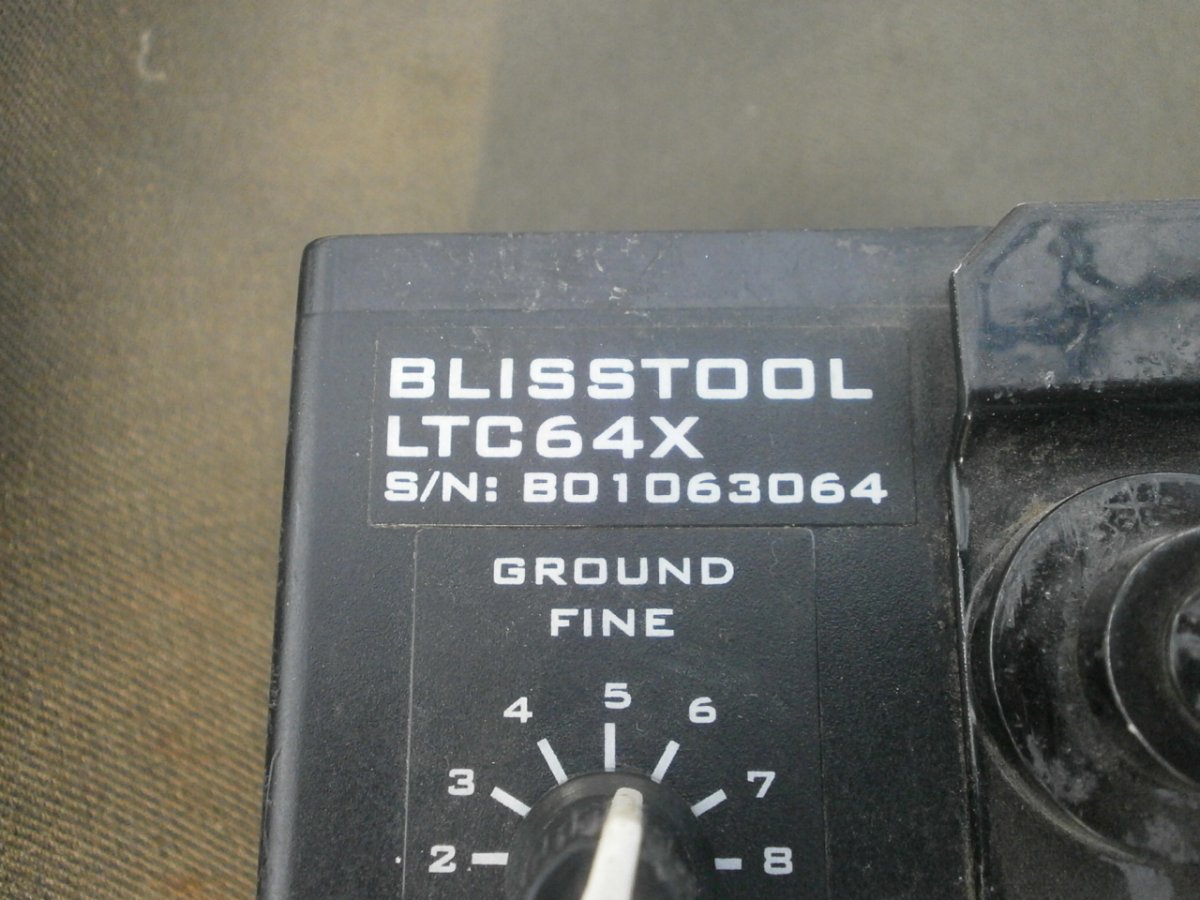 BLISSTOOL
LTC64X
S/N: B01063064
GROUND
FINE
5
4
6
3
7
2
8